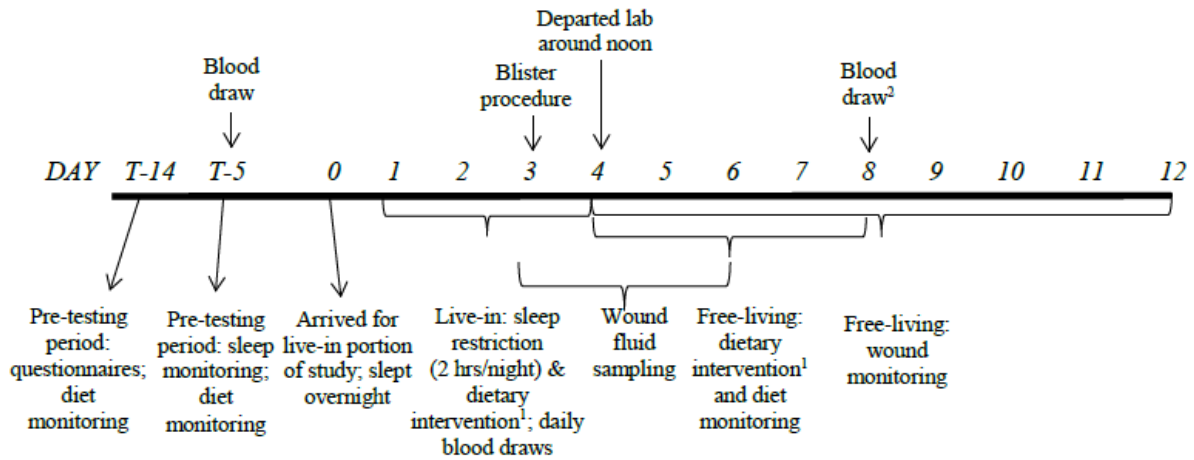 Departed lab
around noon
Blood
draw
Blister
procedure
Blood
draw²
DAY T-14 T-5 0 1 2 3 4 5 6 7 8 9 10 11 12
Pre-testing
period:
questionnaires;
diet
monitoring
Pre-testing
period: sleep
monitoring;
diet
monitoring
Arrived for
live-in portion
of study; slept
overnight
Live-in: sleep
restriction
(2 hrs/night) &
dietary
intervention¹; daily
blood draws
Wound
fluid
sampling
Free-living:
dietary
intervention¹
and diet
monitoring
Free-living:
wound
monitoring